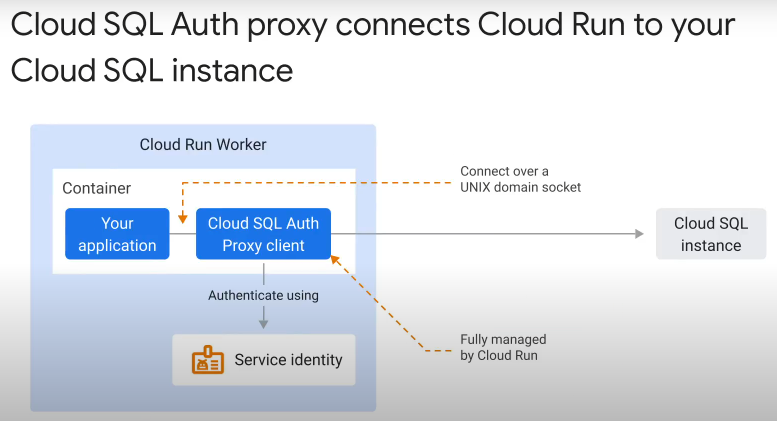 Cloud SQL Auth proxy connects Cloud Run to your
Cloud SQL instance
Cloud Run Worker
Connect over a
UNIX domain socket
Container
Your
application
Cloud SQL Auth
Proxy client
Cloud SQL
instance
Authenticate using
Fully managed
by Cloud Run
Service identity